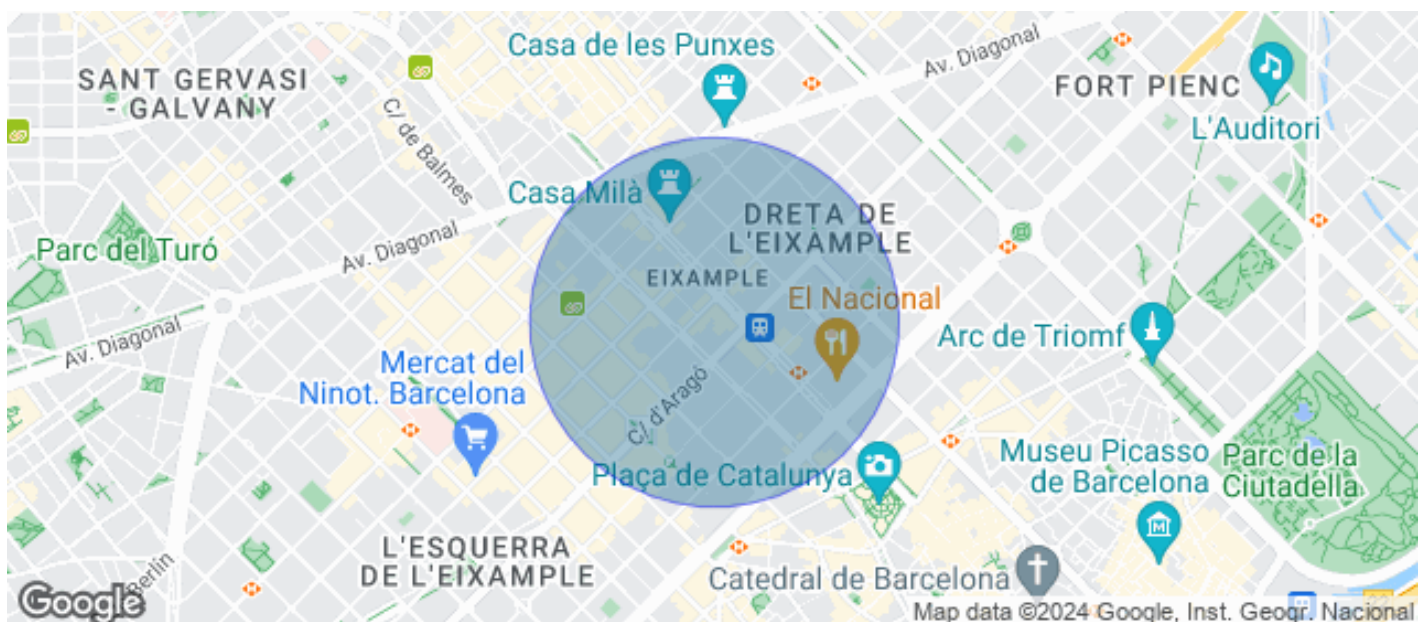 Casa de les Punxes
Av. Diagonal
SANT GERVASI
- GALVANY
FORT PIENC
L'Auditori
C/ de Balmes
Casa Milà
DRETA DE
L'EIXAMPLE
Parc del Turó
Av. Diagonal
EIXAMPLE
El Nacional
Av. Diagonal
Arc de Triomf
Mercat del
Ninot. Barcelona
C/ d'Aragó
Plaça de Catalunya
Museu Picasso
de Barcelona
Parc de la
Ciutadella
L'ESQUERRA
DE L'EIXAMPLE
Berlín
Catedral de Barcelona
Google
Map data ©2024 Google, Inst. Geogr. Nacional